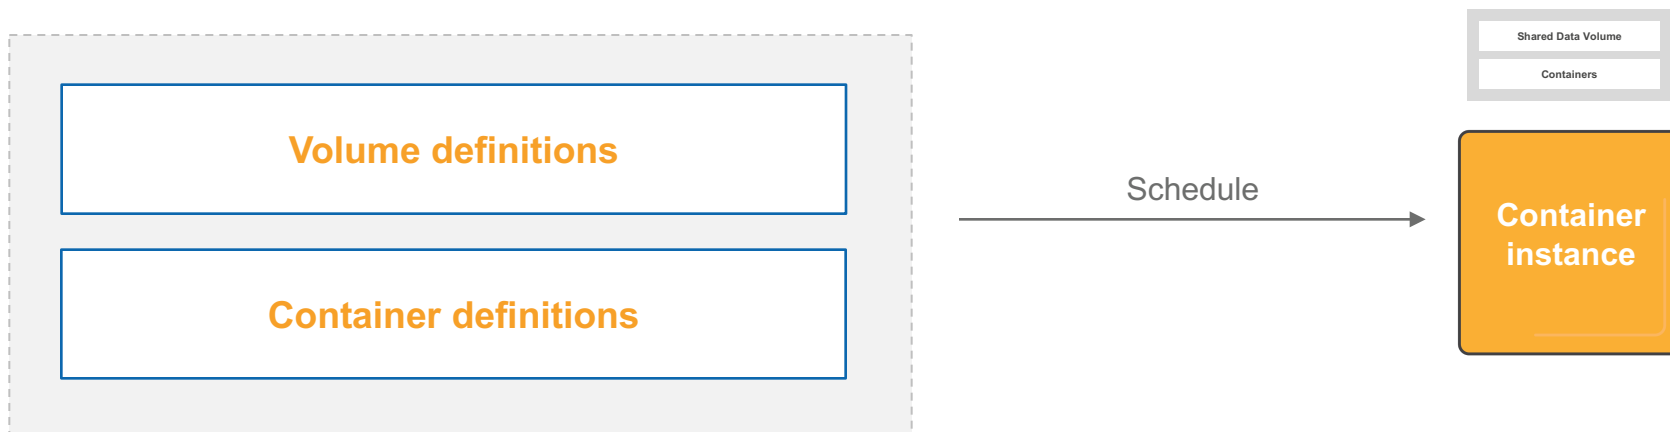 Volume definitions
Container definitions
Schedule
Shared Data Volume
Containers
Container
instance